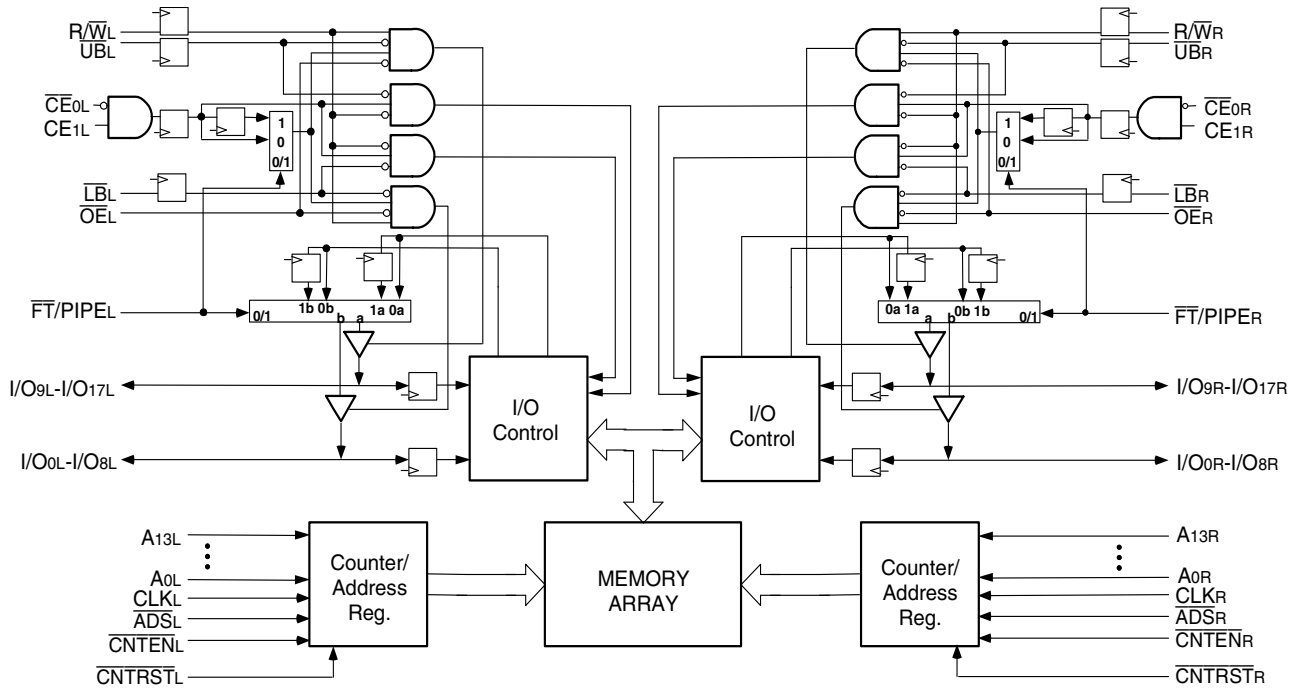 R/W̅L
U̅B̅L
C̅E̅0L
CE1L
L̅B̅L
O̅E̅L
F̅T̅/PIPEL
I/O9L-I/O17L
I/O0L-I/O8L
1
0
0/1
0/1
1b 0b
1a 0a
b a
I/O
Control
R/W̅R
U̅B̅R
C̅E̅0R
CE1R
L̅B̅R
O̅E̅R
F̅T̅/PIPER
I/O9R-I/O17R
I/O0R-I/O8R
1
0
0/1
0a 1a
0b 1b
0/1
a b
I/O
Control
A13L
A0L
CLKL
A̅D̅S̅L
C̅N̅T̅E̅N̅L
C̅N̅T̅R̅S̅T̅L
Counter/
Address
Reg.
MEMORY
ARRAY
Counter/
Address
Reg.
A13R
A0R
CLKR
A̅D̅S̅R
C̅N̅T̅E̅N̅R
C̅N̅T̅R̅S̅T̅R